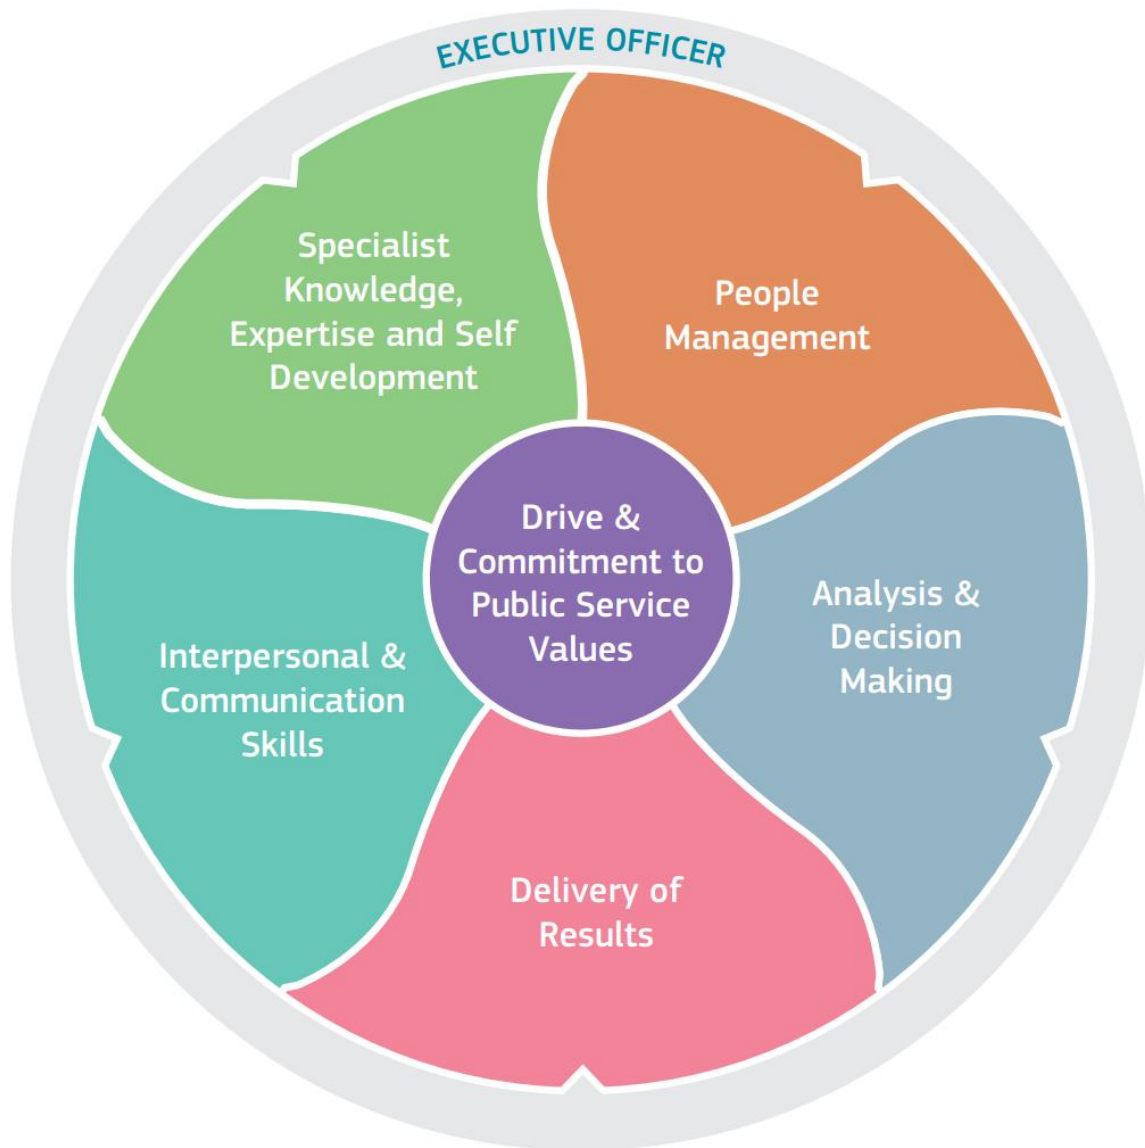 EXECUTIVE OFFICER
Specialist
Knowledge,
Expertise and Self
Development
People
Management
Drive &
Commitment to
Public Service
Values
Analysis &
Decision
Making
Interpersonal &
Communication
Skills
Delivery of
Results